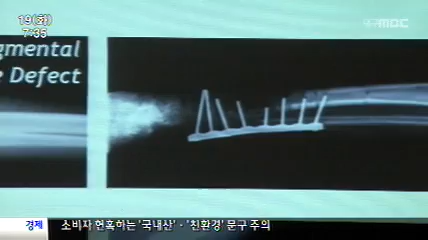 19(화)
7:35
대구MBC
gmental
e Defect
경제
소비자 현혹하는 '국내산'·'친환경' 문구 주의